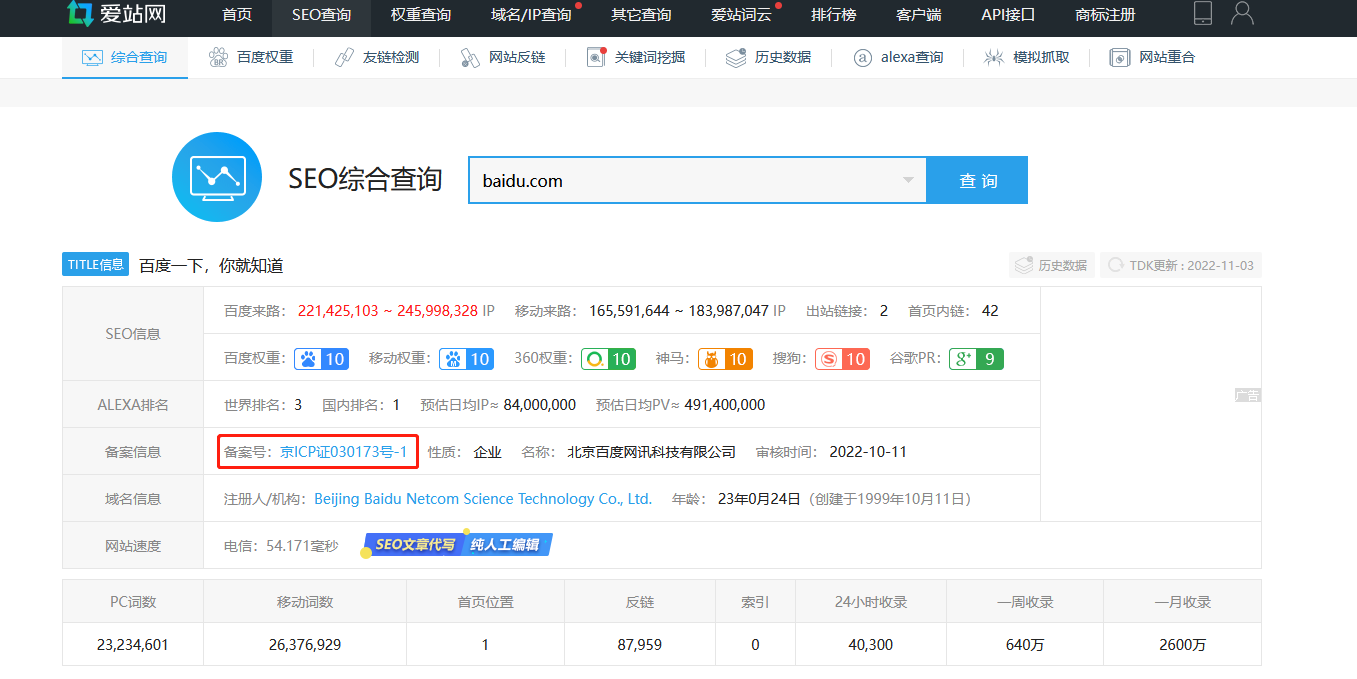 爱站网 首页 SEO查询 权重查询 域名/IP查询 其它查询 爱站词云 排行榜 客户端 API接口 商标注册
综合查询 百度权重 友链检测 网站反链 关键词挖掘 历史数据 alexa查询 模拟抓取 网站重合
SEO综合查询 baidu.com 查 询
TITLE信息 百度一下，你就知道 历史数据 TDK更新 : 2022-11-03
SEO信息 百度来路： 221,425,103 ~ 245,998,328 IP 移动来路： 165,591,644 ~ 183,987,047 IP 出站链接： 2 首页内链： 42
百度权重： 10 移动权重： 10 360权重： 10 神马： 10 搜狗： 10 谷歌PR： 9
ALEXA排名 世界排名：3 国内排名：1 预估日均IP≈ 84,000,000 预估日均PV≈ 491,400,000
广告
备案信息 备案号：京ICP证030173号-1 性质： 企业 名称： 北京百度网讯科技有限公司 审核时间： 2022-10-11
域名信息 注册人/机构：Beijing Baidu Netcom Science Technology Co., Ltd. 年龄： 23年0月24日（创建于1999年10月11日）
网站速度 电信：54.171毫秒 SEO文章代写 纯人工编辑
PC词数 移动词数 首页位置 反链 索引 24小时收录 一周收录 一月收录
23,234,601 26,376,929 1 87,959 0 40,300 640万 2600万